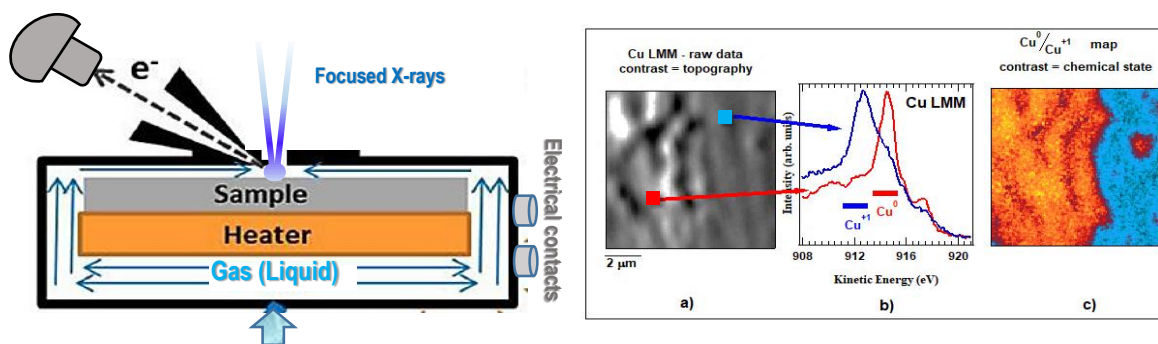 e⁻
Focused X-rays
Sample
Heater
Gas (Liquid)
Electrical contacts
Cu LMM - raw data
contrast = topography
2 µm
a)
Cu LMM
Intensity (arb. units)
Cu⁺¹
Cu⁰
908 912 916 920
Kinetic Energy (eV)
b)
Cu⁰/Cu⁺¹ map
contrast = chemical state
c)